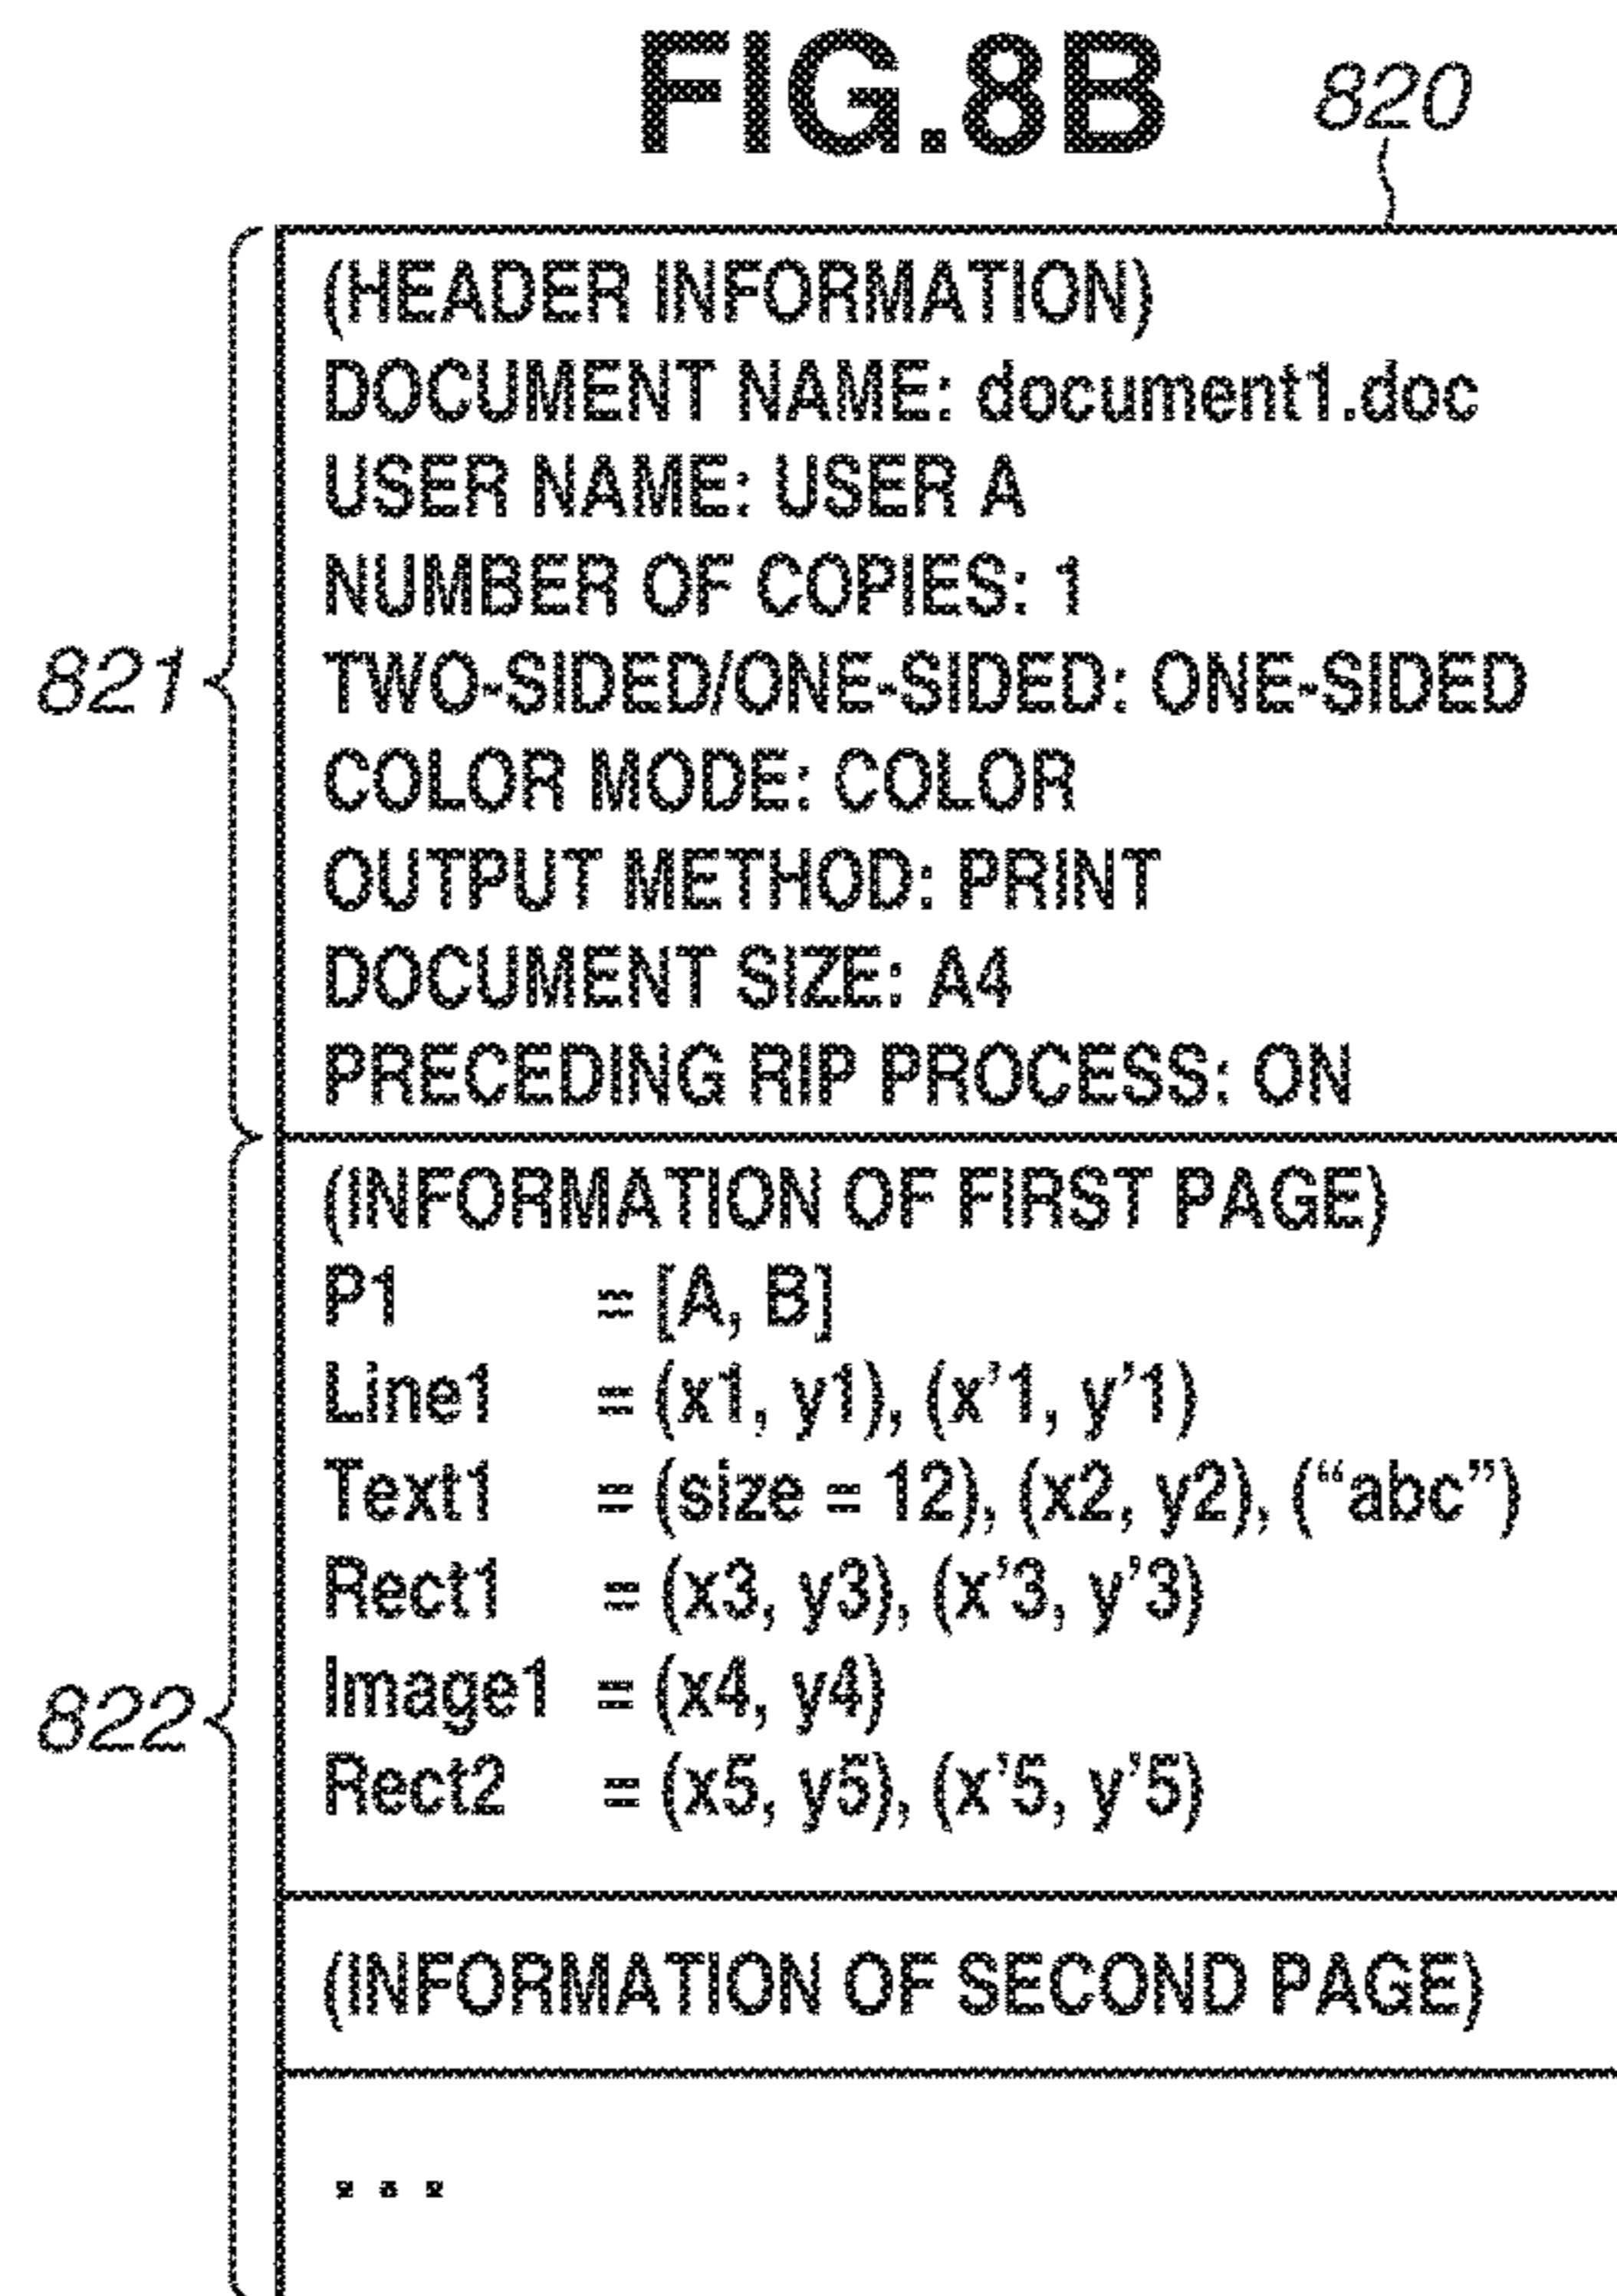 FIG.8B
820
(HEADER INFORMATION)
DOCUMENT NAME: document1.doc
USER NAME: USER A
NUMBER OF COPIES: 1
821
TWO-SIDED/ONE-SIDED: ONE-SIDED
COLOR MODE: COLOR
OUTPUT METHOD: PRINT
DOCUMENT SIZE: A4
PRECEDING RIP PROCESS: ON
(INFORMATION OF FIRST PAGE)
P1 = [A, B]
Line1 = (x1, y1), (x’1, y’1)
Text1 = (size = 12), (x2, y2), (“abc”)
Rect1 = (x3, y3), (x’3, y’3)
Image1 = (x4, y4)
822
Rect2 = (x5, y5), (x’5, y’5)
(INFORMATION OF SECOND PAGE)
...